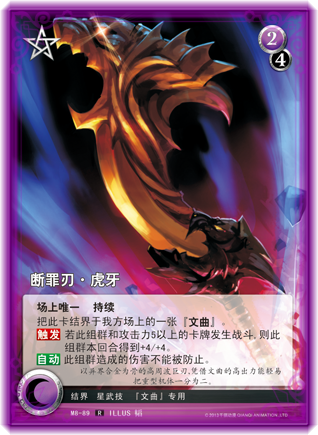 2
4
断罪刃·虎牙
场上唯一 持续
把此卡结界于我方场上的一张『文曲』
触发 若此组群和攻击力5以上的卡牌发生战斗,则此
组群本回合得到+4/+4。
自动 此组群造成的伤害不能被防止。
以异界合金为骨的高周波巨刃,凭借文曲的高出力能轻易
把重型机体一分为二。
结界 星武技 『文曲』专用
M8-09 R ILLUS 韬